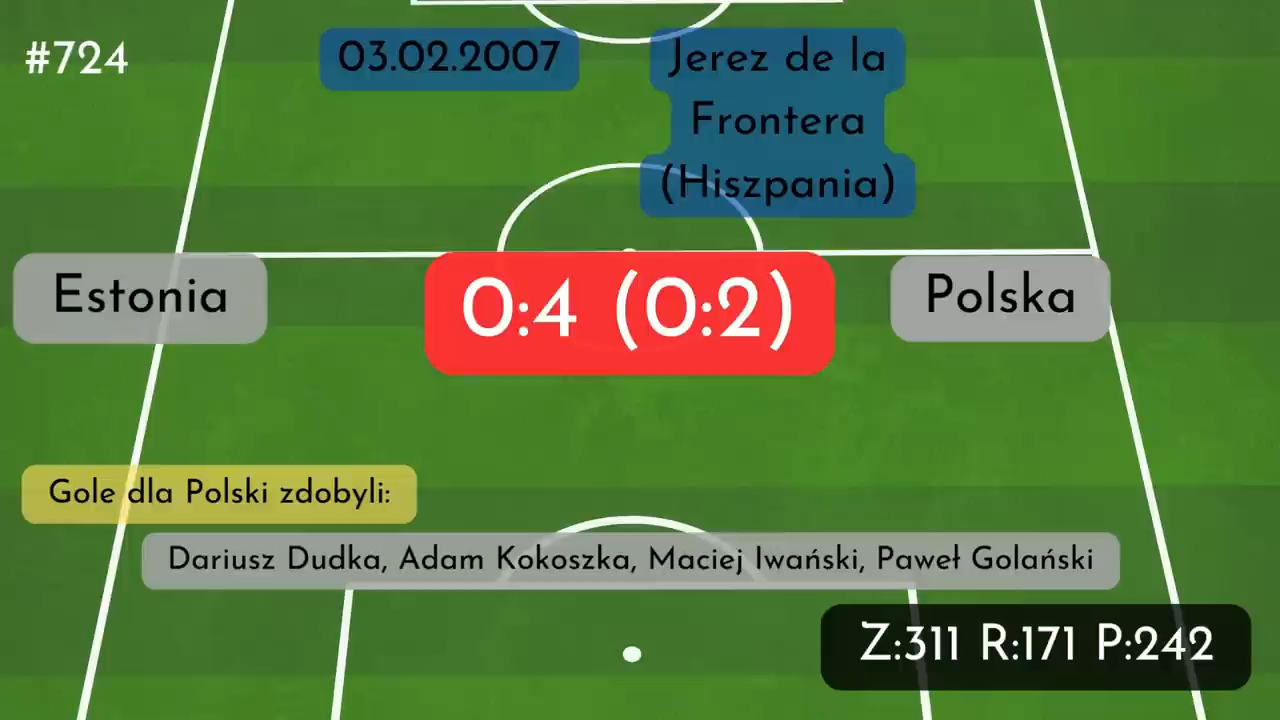 #724
03.02.2007
Jerez de la
Frontera
(Hiszpania)
Estonia
0:4 (0:2)
Polska
Gole dla Polski zdobyli:
Dariusz Dudka, Adam Kokoszka, Maciej Iwański, Paweł Golański
Z:311 R:171 P:242